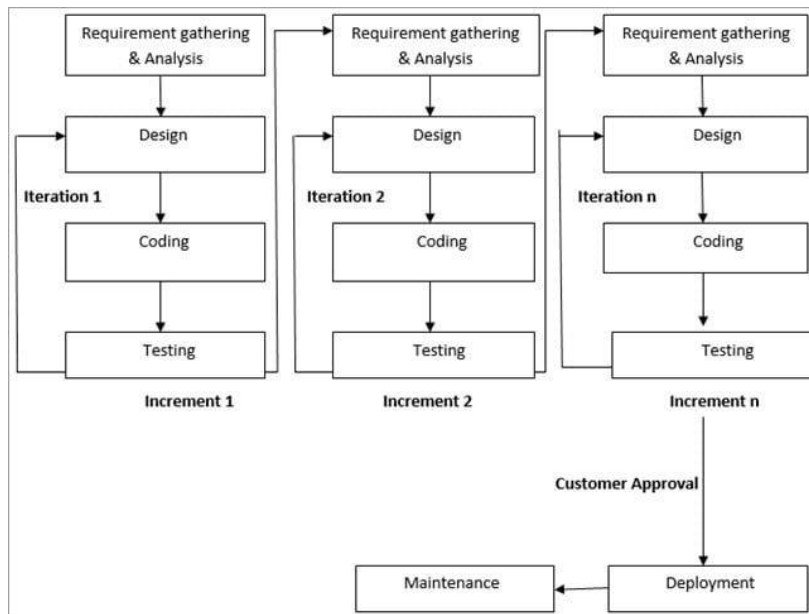 Requirement gathering
& Analysis
Requirement gathering
& Analysis
Requirement gathering
& Analysis
Design
Design
Design
Iteration 1
Iteration 2
Iteration n
Coding
Coding
Coding
Testing
Testing
Testing
Increment 1
Increment 2
Increment n
Customer Approval
Maintenance
Deployment